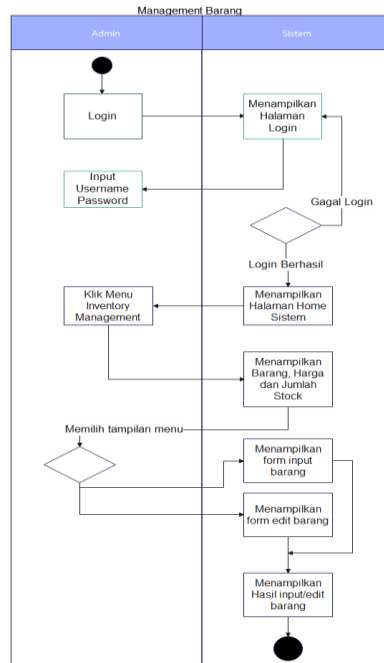 Management Barang
Admin
Sistem
Login
Menampilkan
Halaman
Login
Input
Username
Password
Gagal Login
Login Berhasil
Klik Menu
Inventory
Management
Menampilkan
Halaman Home
Sistem
Menampilkan
Barang, Harga
dan Jumlah
Stock
Memilih tampilan menu
Menampilkan
form input
barang
Menampilkan
form edit barang
Menampilkan
Hasil input/edit
barang